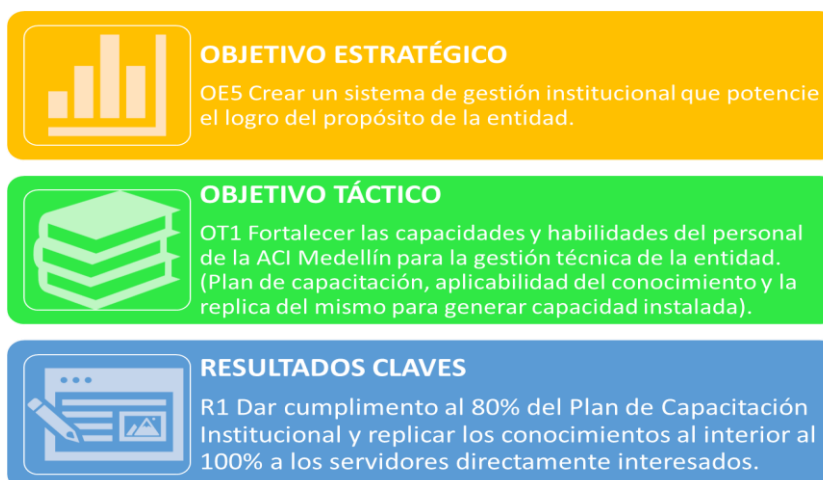 OBJETIVO ESTRATÉGICO
OE5 Crear un sistema de gestión institucional que potencie
el logro del propósito de la entidad.
OBJETIVO TÁCTICO
OT1 Fortalecer las capacidades y habilidades del personal
de la ACI Medellín para la gestión técnica de la entidad.
(Plan de capacitación, aplicabilidad del conocimiento y la
replica del mismo para generar capacidad instalada).
RESULTADOS CLAVES
R1 Dar cumplimento al 80% del Plan de Capacitación
Institucional y replicar los conocimientos al interior al
100% a los servidores directamente interesados.